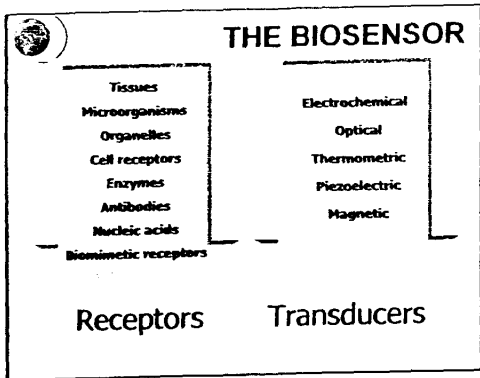 THE BIOSENSOR
Tissues
Microorganisms
Organelles
Cell receptors
Enzymes
Antibodies
Nucleic acids
Biomimetic receptors
Receptors
Electrochemical
Optical
Thermometric
Piezoelectric
Magnetic
Transducers